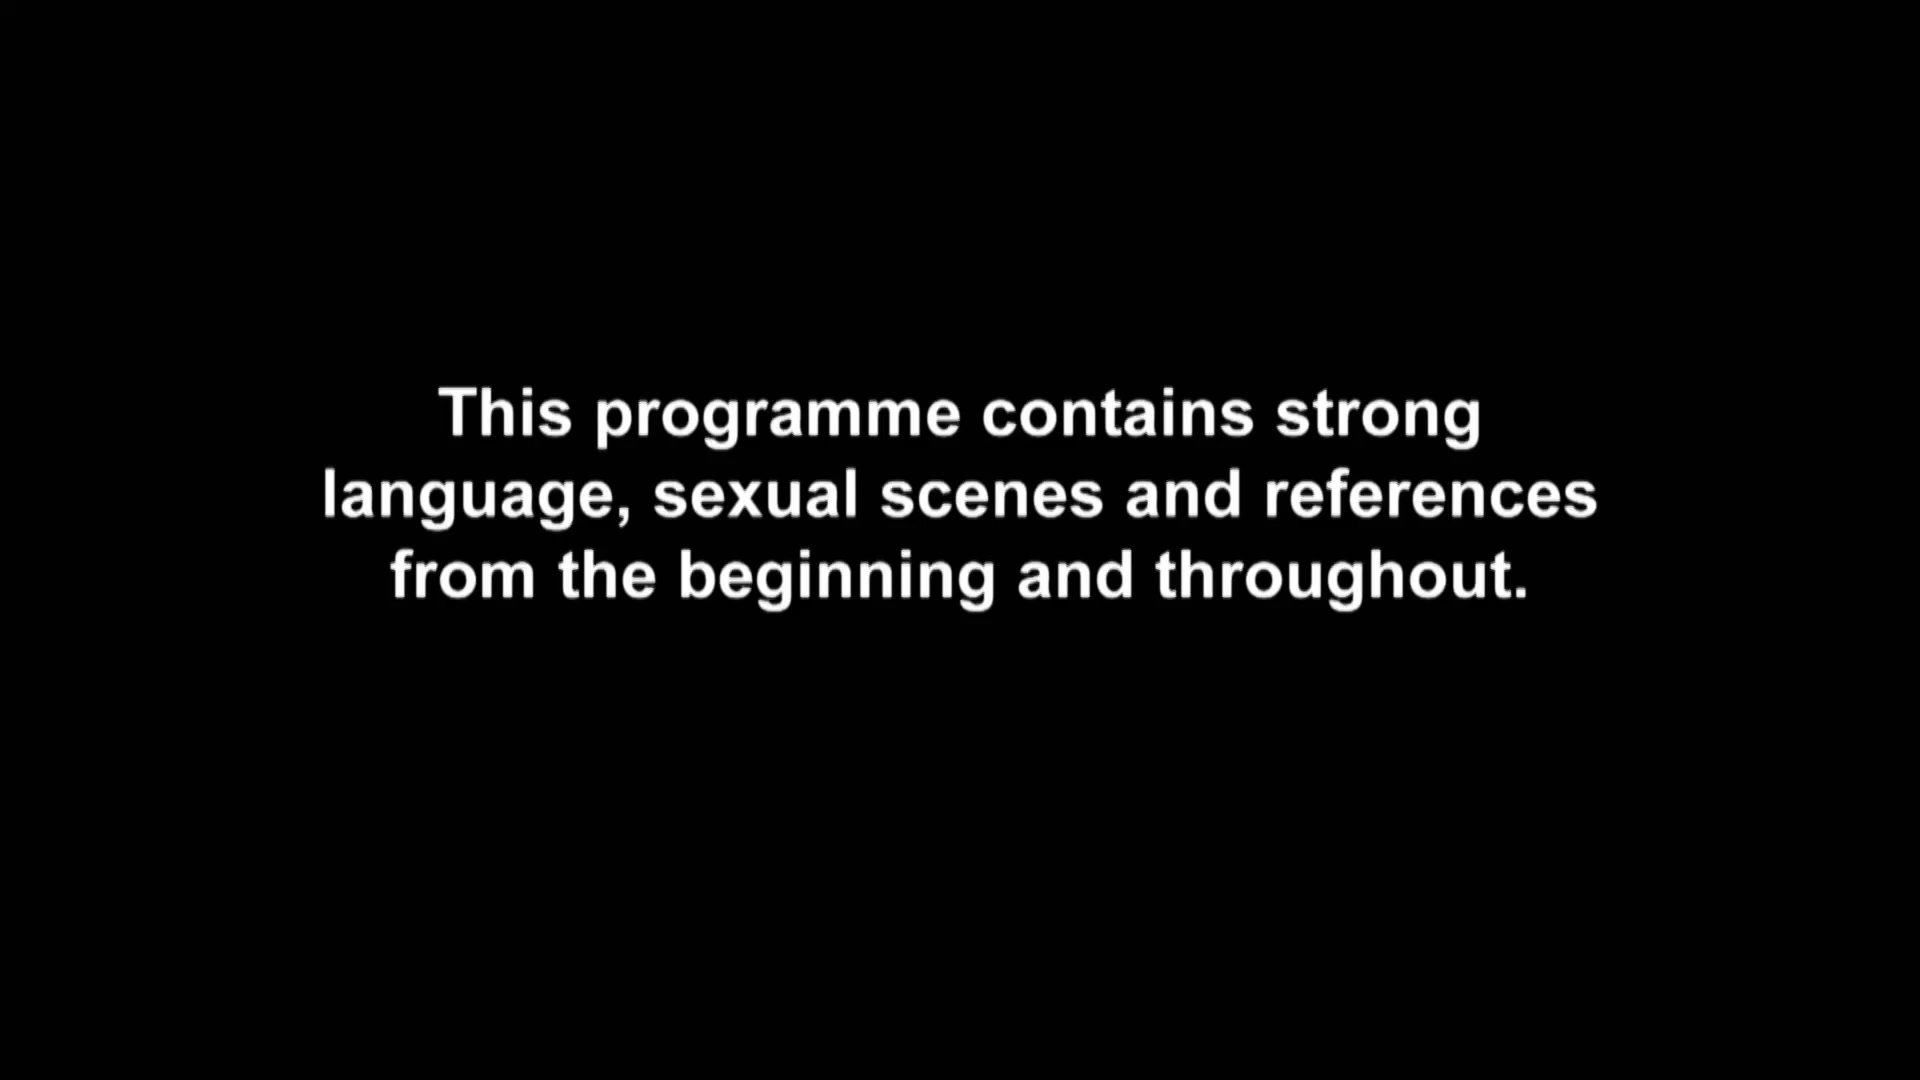 This programme contains strong
language, sexual scenes and references
from the beginning and throughout.